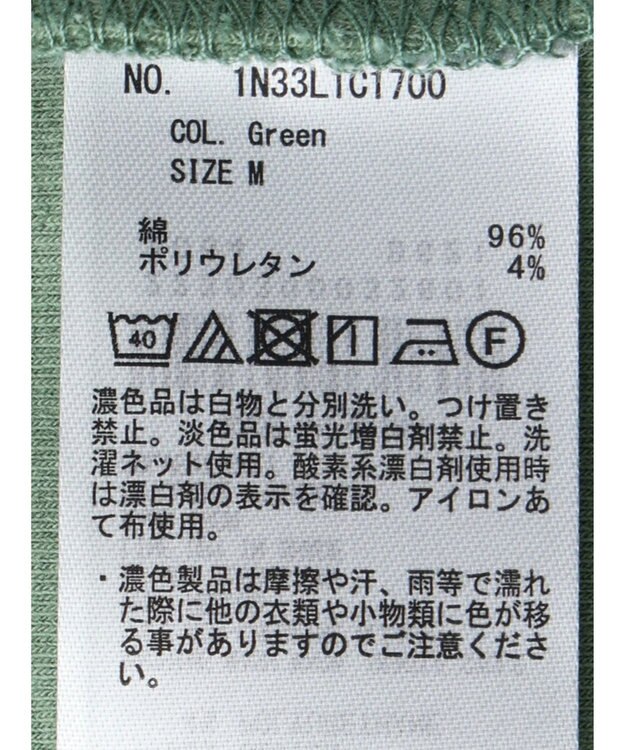 NO. 1N33L1C1700
COL. Green
SIZE M
綿 96%
ポリウレタン 4%
40 F
濃色品は白物と分別洗い。つけ置き
禁止。淡色品は蛍光増白剤禁止。洗
濯ネット使用。酸素系漂白剤使用時
は漂白剤の表示を確認。アイロンあ
て布使用。
・濃色製品は摩擦や汗、雨等で濡れ
た際に他の衣類や小物類に色が移
る事がありますのでご注意くださ
い。